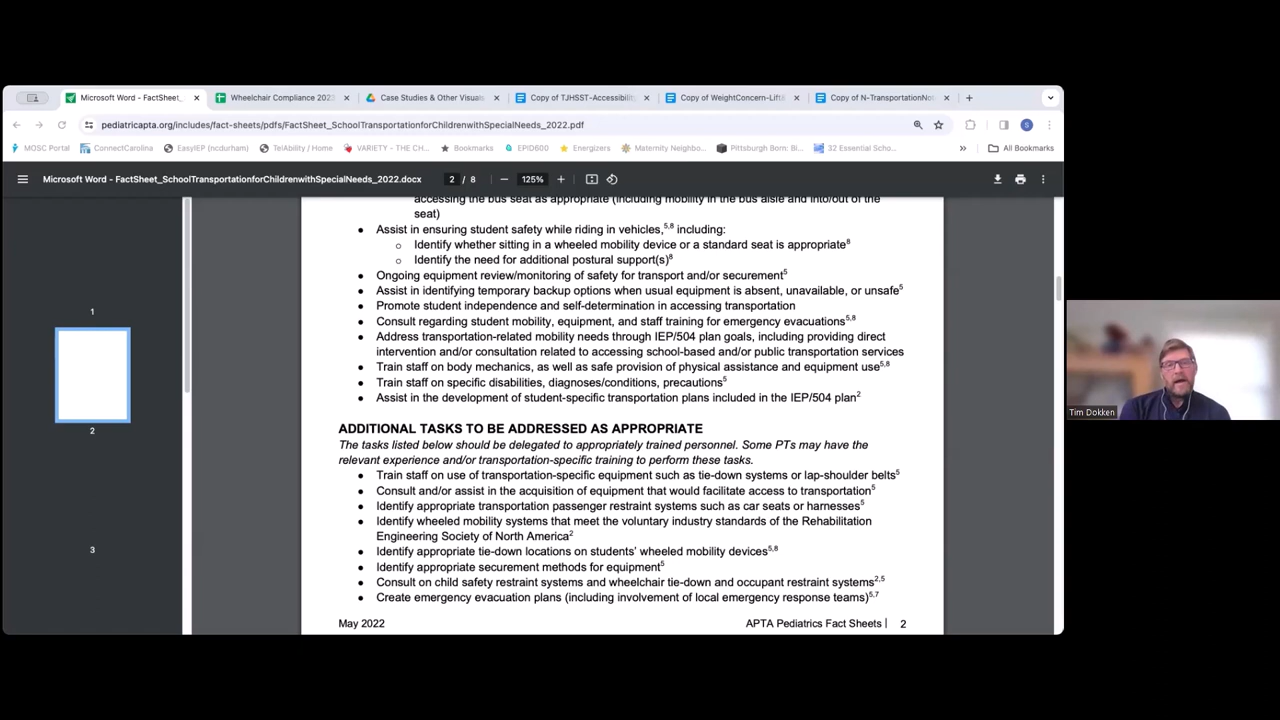 Microsoft Word - FactSheet_
Wheelchair Compliance 2023
Case Studies & Other Visuals
Copy of TJHSST-Accessibilit
Copy of WeightConcern-Lift&
Copy of N-TransportationNot
pediatricapta.org/includes/fact-sheets/pdfs/FactSheet_SchoolTransportationforChildrenwithSpecialNeeds_2022.pdf
S
MOSC Portal
ConnectCarolina
EasyIEP (ncdurham)
TelAbility / Home
VARIETY - THE CH...
Bookmarks
EPID600
Energizers
Maternity Neighbo...
Pittsburgh Born: Bi...
32 Essential Scho...
All Bookmarks
Microsoft Word - FactSheet_SchoolTransportationforChildrenwithSpecialNeeds_2022.docx
2 / 8
125%
1
2
3
accessing the bus seat as appropriate (including mobility in the bus aisle and into/out of the
seat)
● Assist in ensuring student safety while riding in vehicles,5,8 including:
○ Identify whether sitting in a wheeled mobility device or a standard seat is appropriate8
○ Identify the need for additional postural support(s)8
● Ongoing equipment review/monitoring of safety for transport and/or securement5
● Assist in identifying temporary backup options when usual equipment is absent, unavailable, or unsafe5
● Promote student independence and self-determination in accessing transportation
● Consult regarding student mobility, equipment, and staff training for emergency evacuations5,8
● Address transportation-related mobility needs through IEP/504 plan goals, including providing direct
intervention and/or consultation related to accessing school-based and/or public transportation services
● Train staff on body mechanics, as well as safe provision of physical assistance and equipment use5,8
● Train staff on specific disabilities, diagnoses/conditions, precautions5
● Assist in the development of student-specific transportation plans included in the IEP/504 plan2
ADDITIONAL TASKS TO BE ADDRESSED AS APPROPRIATE
The tasks listed below should be delegated to appropriately trained personnel. Some PTs may have the
relevant experience and/or transportation-specific training to perform these tasks.
● Train staff on use of transportation-specific equipment such as tie-down systems or lap-shoulder belts5
● Consult and/or assist in the acquisition of equipment that would facilitate access to transportation5
● Identify appropriate transportation passenger restraint systems such as car seats or harnesses5
● Identify wheeled mobility systems that meet the voluntary industry standards of the Rehabilitation
Engineering Society of North America2
● Identify appropriate tie-down locations on students' wheeled mobility devices5,8
● Identify appropriate securement methods for equipment5
● Consult on child safety restraint systems and wheelchair tie-down and occupant restraint systems2,5
● Create emergency evacuation plans (including involvement of local emergency response teams)5,7
May 2022
APTA Pediatrics Fact Sheets | 2
Tim Dokken